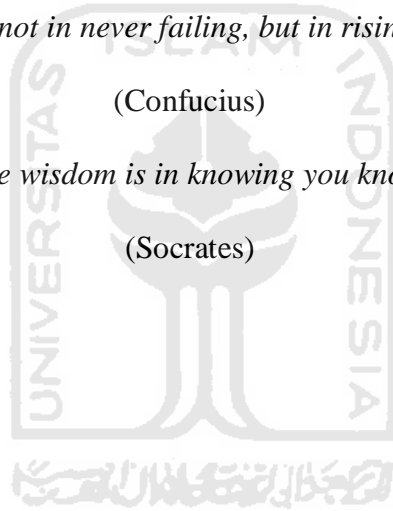 not in never failing, but in risin
(Confucius)
e wisdom is in knowing you kno
(Socrates)
UNIVERSITAS
ISLAM
INDONESIA